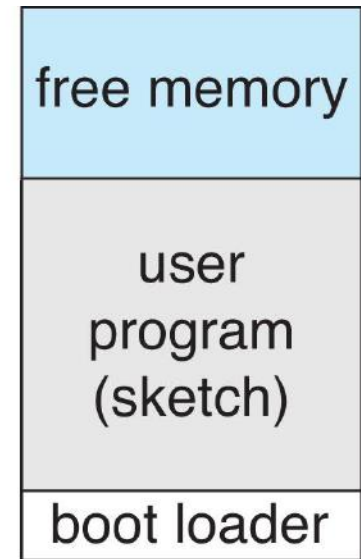 free memory
user
program
(sketch)
boot loader